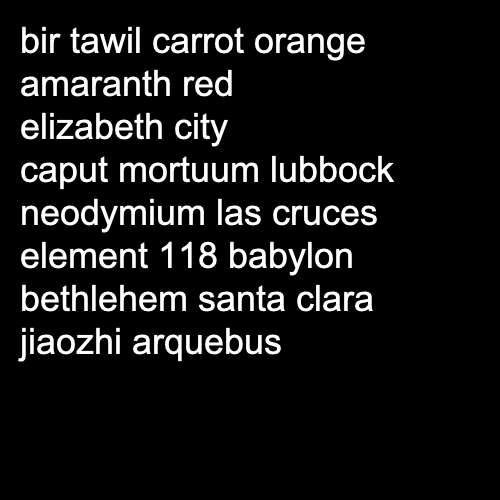 bir tawil carrot orange
amaranth red
elizabeth city
caput mortuum lubbock
neodymium las cruces
element 118 babylon
bethlehem santa clara
jiaozhi arquebus